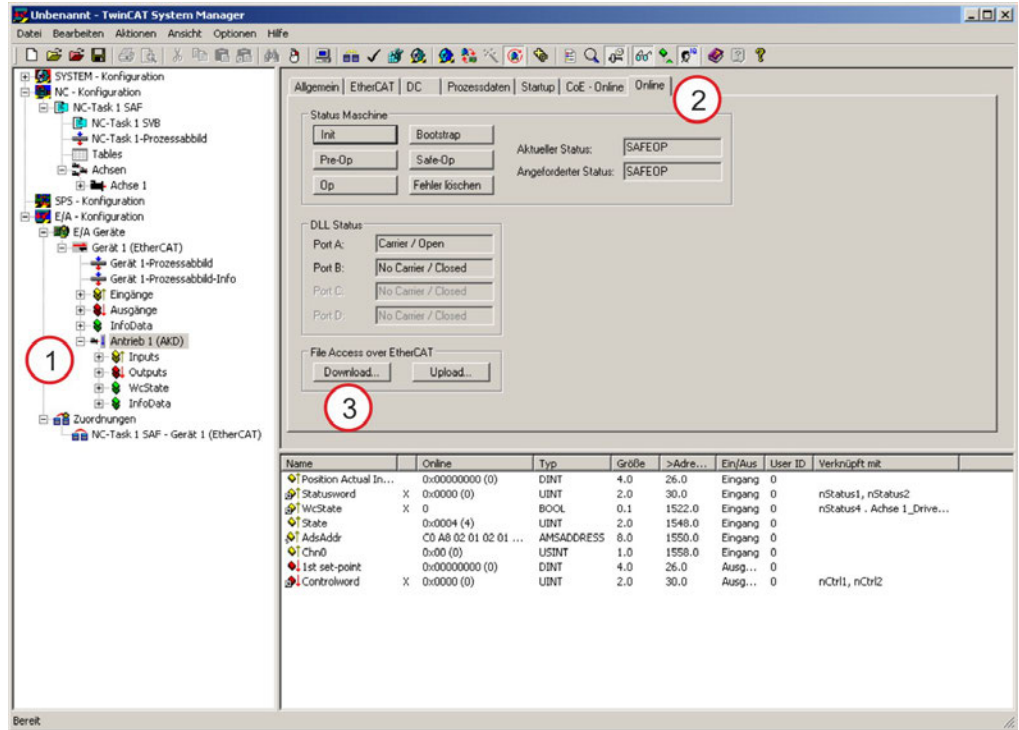 Unbenannt - TwinCAT System Manager
Datei Bearbeiten Aktionen Ansicht Optionen Hilfe
SYSTEM - Konfiguration
NC - Konfiguration
NC-Task 1 SAF
NC-Task 1 SVB
NC-Task 1-Prozessabbild
Tables
Achsen
Achse 1
SPS - Konfiguration
E/A - Konfiguration
E/A Geräte
Gerät 1 (EtherCAT)
Gerät 1-Prozessabbild
Gerät 1-Prozessabbild-Info
Eingänge
Ausgänge
InfoData
Antrieb 1 (AKD)
1
Inputs
Outputs
WcState
InfoData
Zuordnungen
NC-Task 1 SAF - Gerät 1 (EtherCAT)
Allgemein EtherCAT DC Prozessdaten Startup CoE - Online Online
2
Status Maschine
Init Bootstrap
Pre-Op Safe-Op
Op Fehler löschen
Aktueller Status: SAFEOP
Angeforderter Status: SAFEOP
DLL Status
Port A: Carrier / Open
Port B: No Carrier / Closed
Port C: No Carrier / Closed
Port D: No Carrier / Closed
File Access over EtherCAT
Download... Upload...
3
Name Online Typ Größe >Adre... Ein/Aus User ID Verknüpft mit
Position Actual In... 0x00000000 (0) DINT 4.0 26.0 Eingang 0
Statusword X 0x0000 (0) UINT 2.0 30.0 Eingang 0 nStatus1, nStatus2
WcState X 0 BOOL 0.1 1522.0 Eingang 0 nStatus4 . Achse 1_Drive...
State 0x0004 (4) UINT 2.0 1548.0 Eingang 0
AdsAddr C0 A8 02 01 02 01 ... AMSADDRESS 8.0 1550.0 Eingang 0
Chn0 0x00 (0) USINT 1.0 1558.0 Eingang 0
1st set-point 0x00000000 (0) DINT 4.0 26.0 Ausg... 0
Controlword X 0x0000 (0) UINT 2.0 30.0 Ausg... 0 nCtrl1, nCtrl2
Bereit